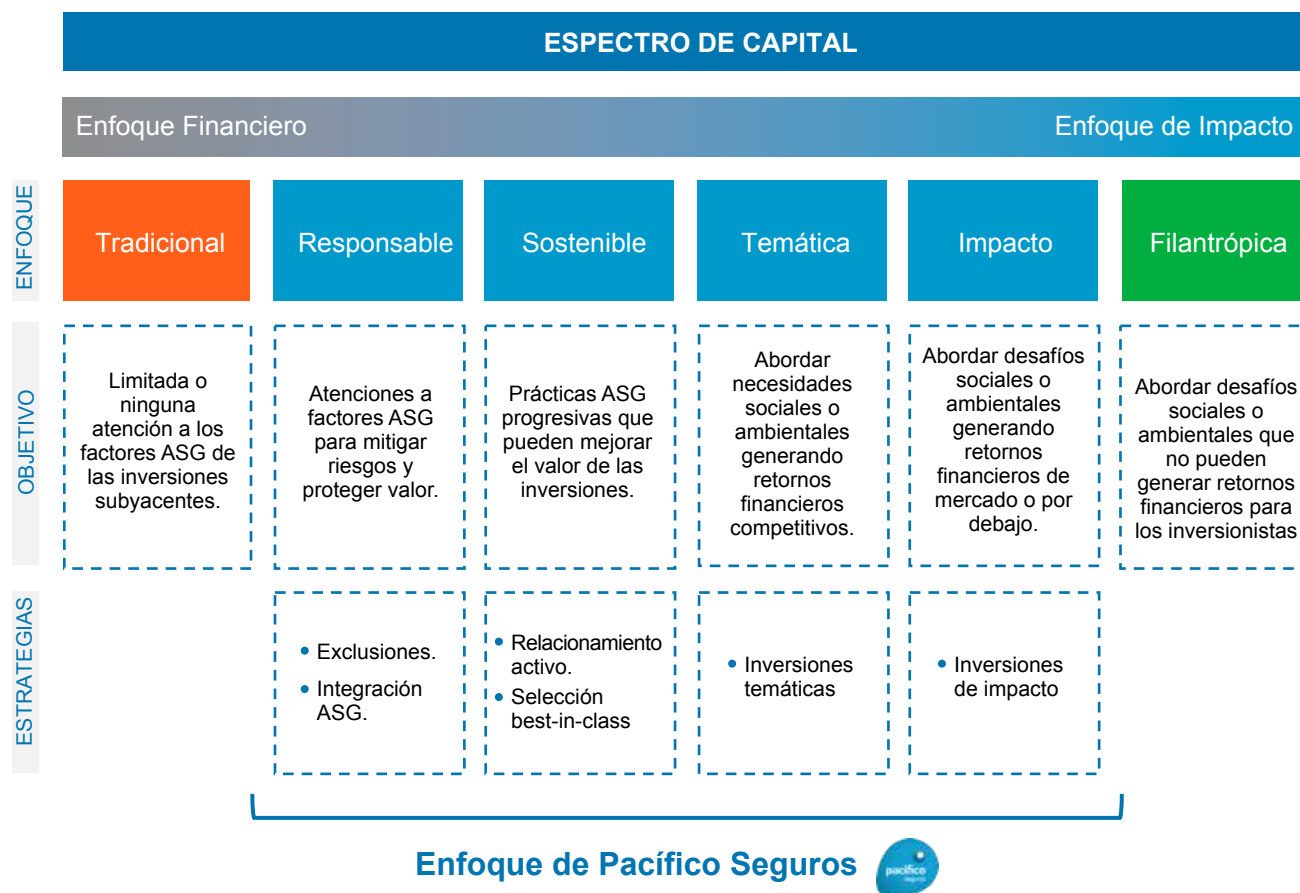 ESPECTRO DE CAPITAL
Enfoque Financiero
Enfoque de Impacto
ENFOQUE
Tradicional
Responsable
Sostenible
Temática
Impacto
Filantrópica
OBJETIVO
Limitada o
ninguna
atención a los
factores ASG de
las inversiones
subyacentes.
Atenciones a
factores ASG
para mitigar
riesgos y
proteger valor.
Prácticas ASG
progresivas que
pueden mejorar
el valor de las
inversiones.
Abordar
necesidades
sociales o
ambientales
generando
retornos
financieros
competitivos.
Abordar desafíos
sociales o
ambientales
generando
retornos
financieros de
mercado o por
debajo.
Abordar desafíos
sociales o
ambientales que
no pueden
generar retornos
financieros para
los inversionistas
ESTRATEGIAS
• Exclusiones.
• Integración
ASG.
• Relacionamiento
activo.
• Selección
best-in-class
• Inversiones
temáticas
• Inversiones
de impacto
Enfoque de Pacífico Seguros
pacífico
seguros